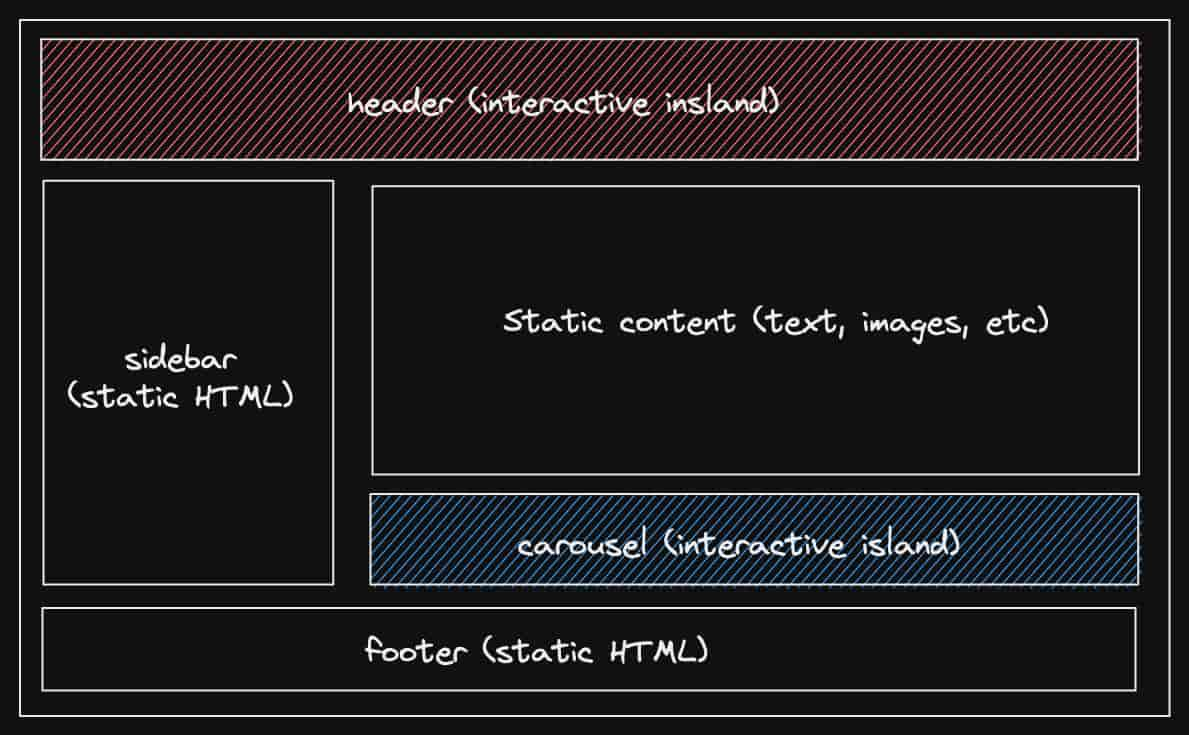 header (interactive insland)
sidebar
(static HTML)
Static content (text, images, etc)
carousel (interactive island)
footer (static HTML)